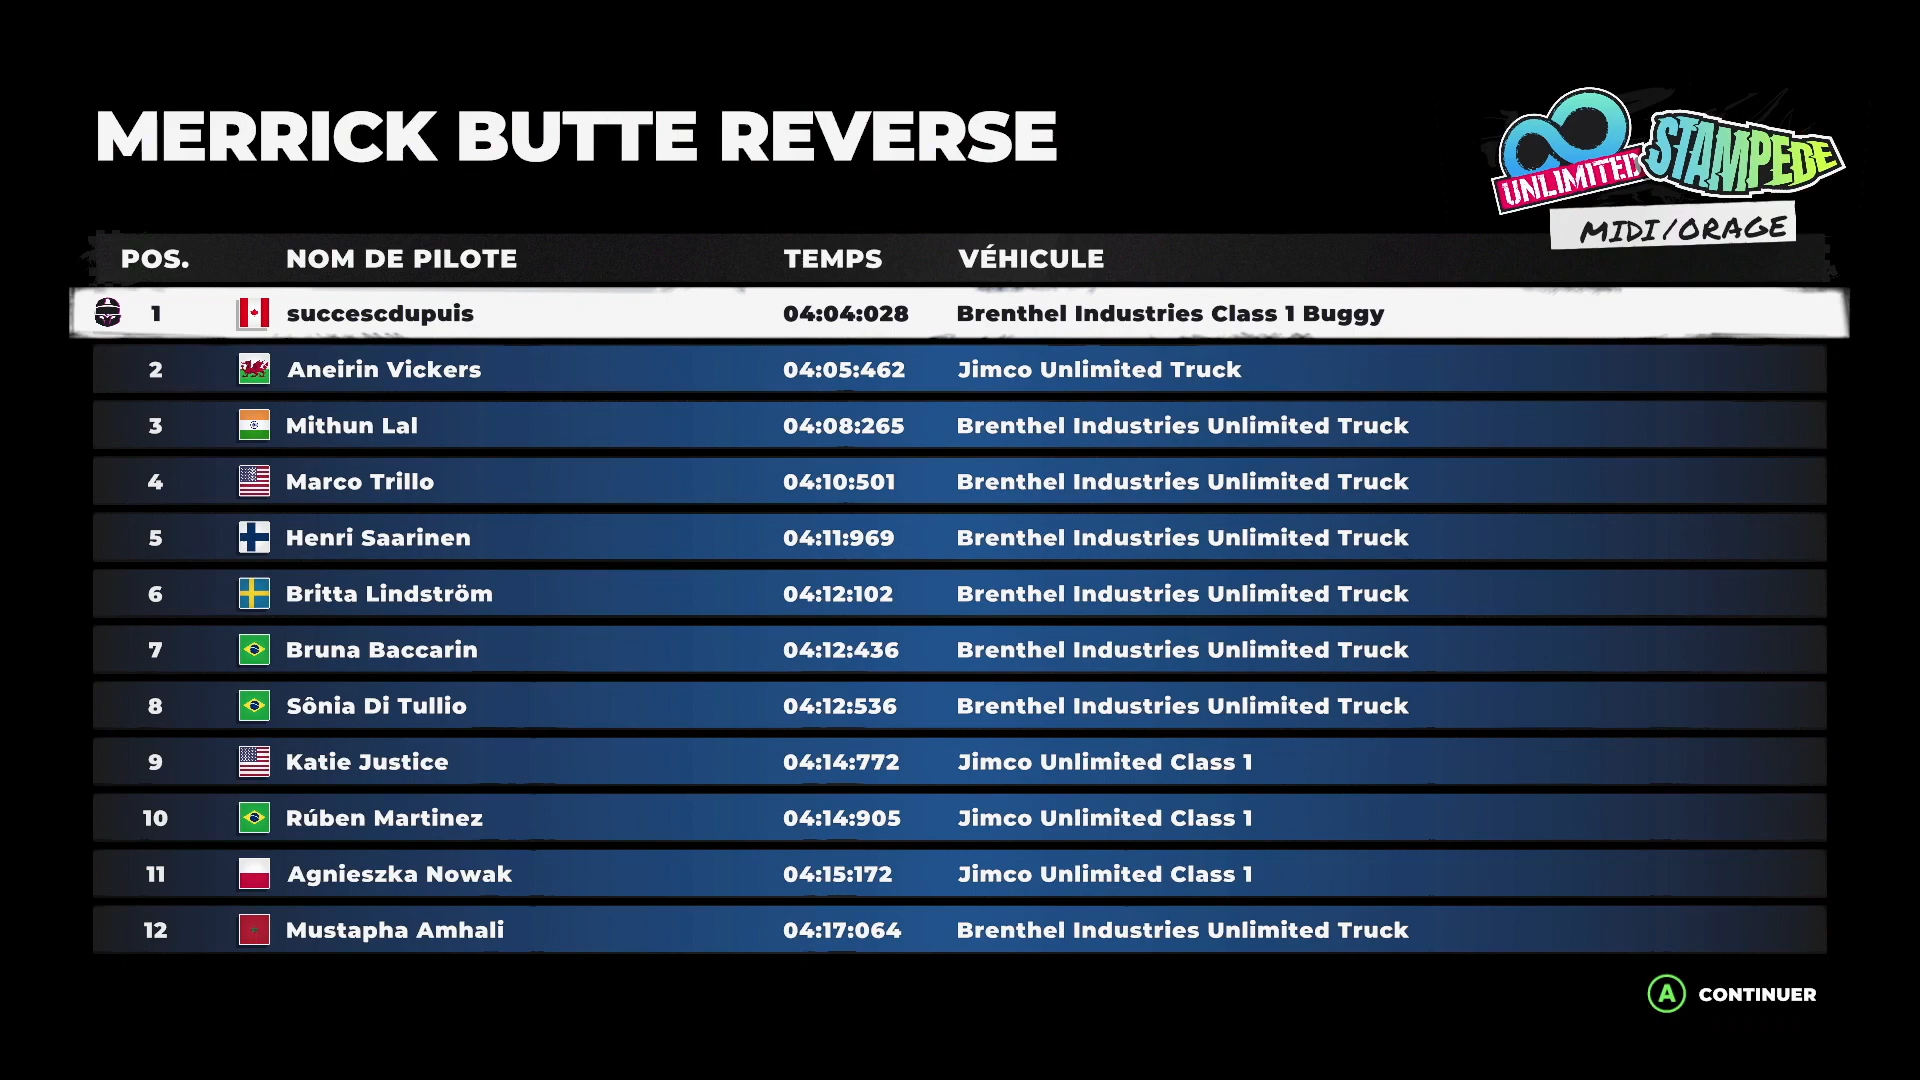 MERRICK BUTTE REVERSE
UNLIMITED STAMPEDE
MIDI/ORAGE
POS. NOM DE PILOTE TEMPS VÉHICULE
1 succescdupuis 04:04:028 Brenthel Industries Class 1 Buggy
2 Aneirin Vickers 04:05:462 Jimco Unlimited Truck
3 Mithun Lal 04:08:265 Brenthel Industries Unlimited Truck
4 Marco Trillo 04:10:501 Brenthel Industries Unlimited Truck
5 Henri Saarinen 04:11:969 Brenthel Industries Unlimited Truck
6 Britta Lindström 04:12:102 Brenthel Industries Unlimited Truck
7 Bruna Baccarin 04:12:436 Brenthel Industries Unlimited Truck
8 Sônia Di Tullio 04:12:536 Brenthel Industries Unlimited Truck
9 Katie Justice 04:14:772 Jimco Unlimited Class 1
10 Rúben Martinez 04:14:905 Jimco Unlimited Class 1
11 Agnieszka Nowak 04:15:172 Jimco Unlimited Class 1
12 Mustapha Amhali 04:17:064 Brenthel Industries Unlimited Truck
A CONTINUER